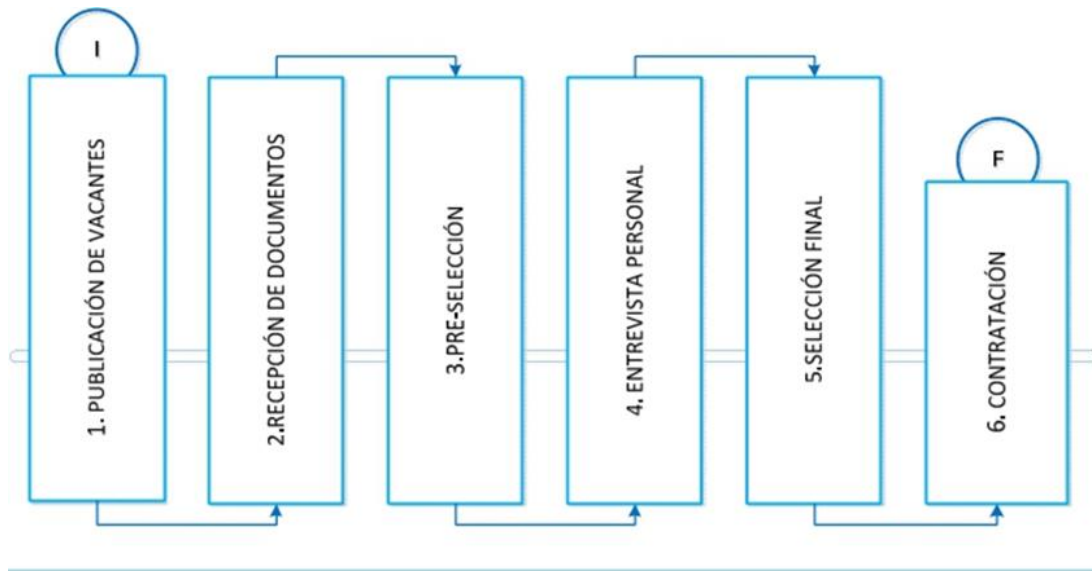 I
1. PUBLICACIÓN DE VACANTES
2.RECEPCIÓN DE DOCUMENTOS
3.PRE-SELECCIÓN
4. ENTREVISTA PERSONAL
5.SELECCIÓN FINAL
F
6. CONTRATACIÓN